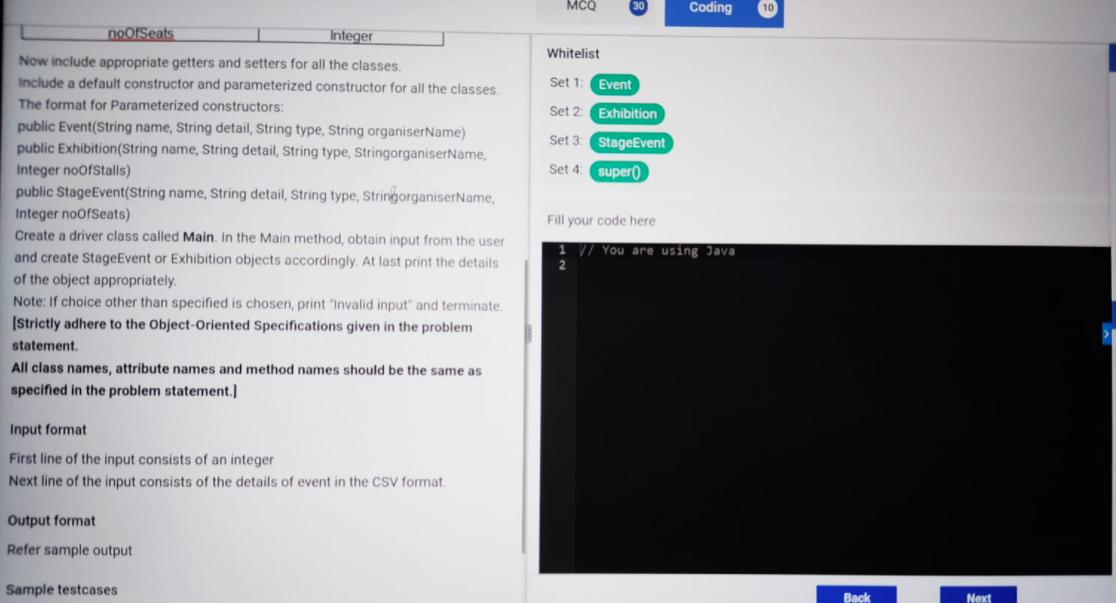 MCQ 30 Coding 10
noOfSeats Integer
Now include appropriate getters and setters for all the classes.
Include a default constructor and parameterized constructor for all the classes.
The format for Parameterized constructors:
public Event(String name, String detail, String type, String organiserName)
public Exhibition(String name, String detail, String type, StringorganiserName,
Integer noOfStalls)
public StageEvent(String name, String detail, String type, StringorganiserName,
Integer noOfSeats)
Create a driver class called Main. In the Main method, obtain input from the user
and create StageEvent or Exhibition objects accordingly. At last print the details
of the object appropriately.
Note: If choice other than specified is chosen, print "Invalid input" and terminate.
[Strictly adhere to the Object-Oriented Specifications given in the problem
statement.
All class names, attribute names and method names should be the same as
specified in the problem statement.]
Input format
First line of the input consists of an integer
Next line of the input consists of the details of event in the CSV format.
Output format
Refer sample output
Sample testcases
Whitelist
Set 1: Event
Set 2: Exhibition
Set 3: StageEvent
Set 4: super()
Fill your code here
1 // You are using Java
2
Back Next